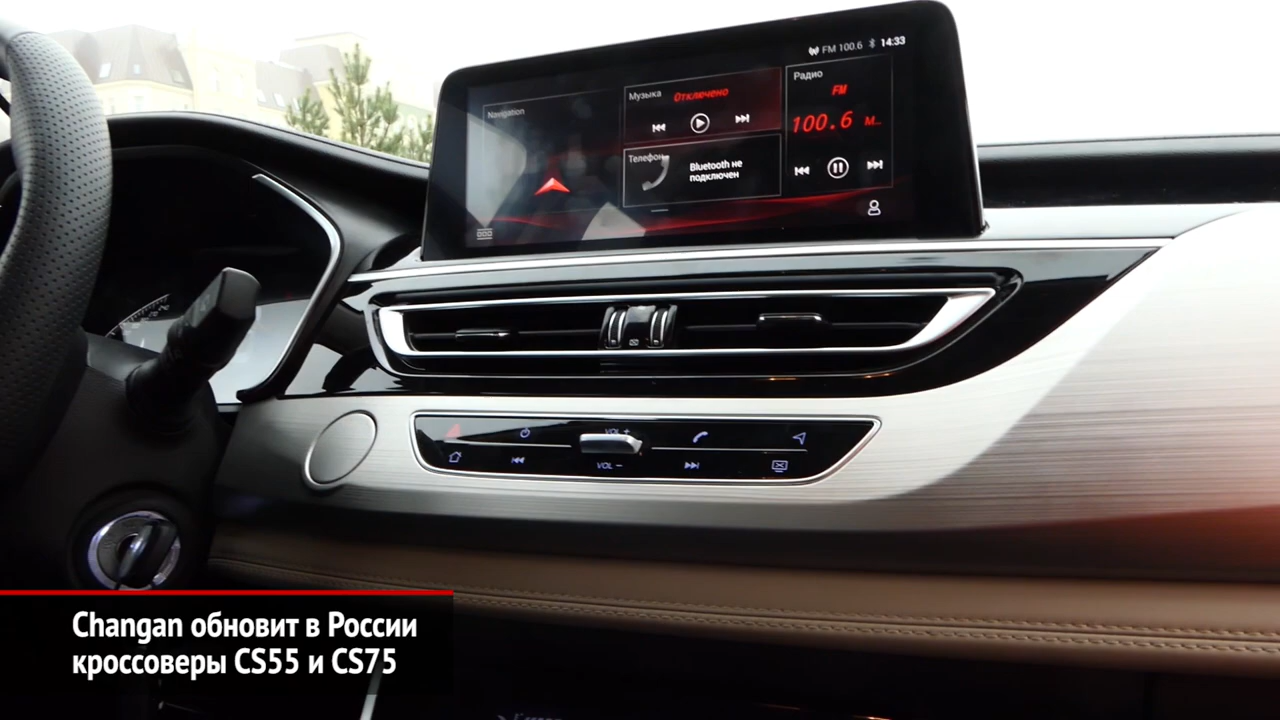 FM 100.6 14:33
Navigation
Музыка Отключено
Радио
FM
100.6 М..
Телефон
Bluetooth не
подключен
VOL +
VOL –
Changan обновит в России
кроссоверы CS55 и CS75